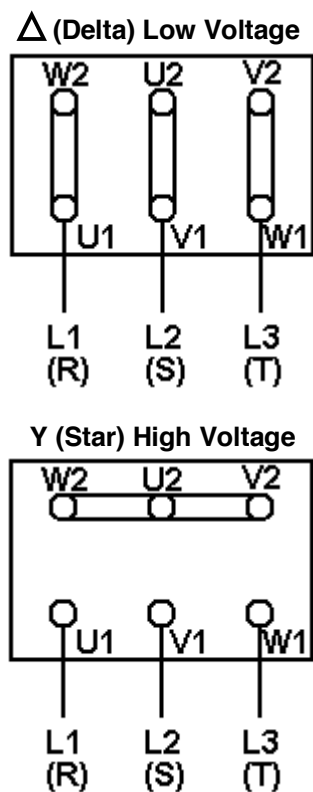 Δ (Delta) Low Voltage
W2 U2 V2
U1 V1 W1
L1 L2 L3
(R) (S) (T)
Y (Star) High Voltage
W2 U2 V2
U1 V1 W1
L1 L2 L3
(R) (S) (T)